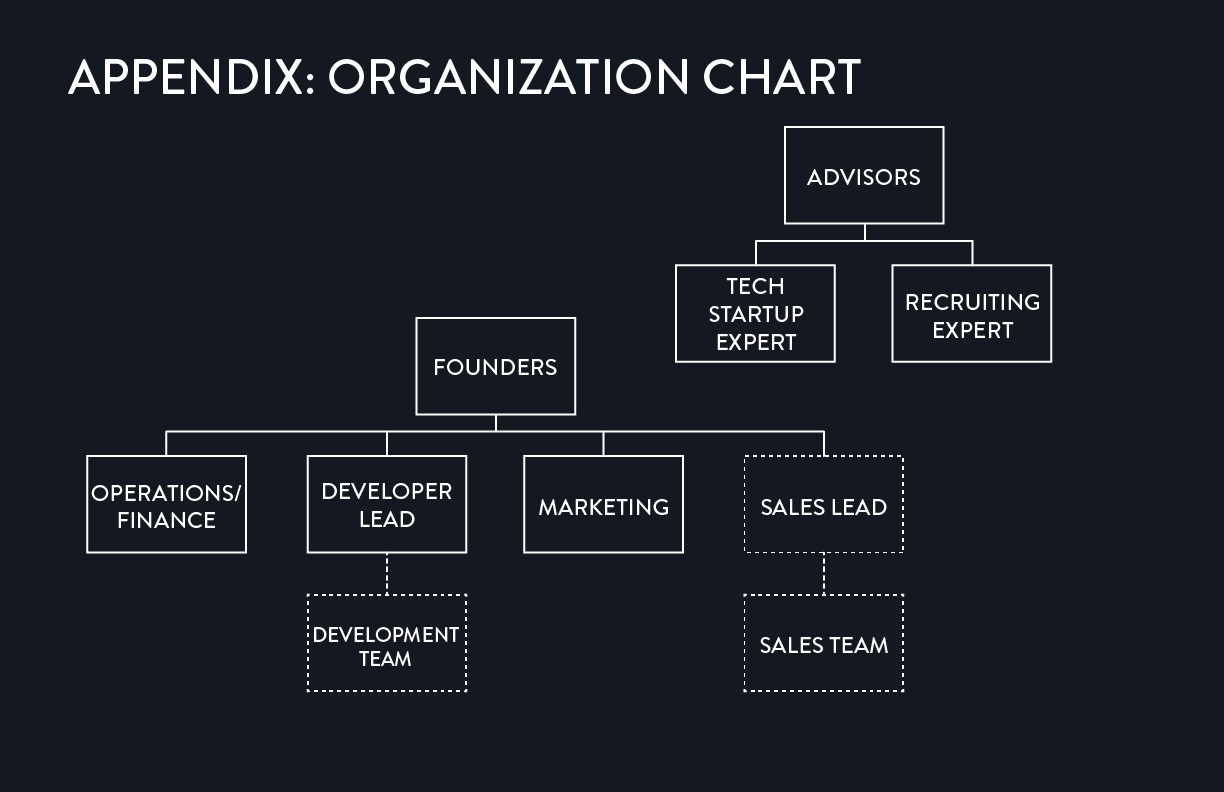 APPENDIX: ORGANIZATION CHART
ADVISORS
TECH
STARTUP
EXPERT
RECRUITING
EXPERT
FOUNDERS
OPERATIONS/
FINANCE
DEVELOPER
LEAD
MARKETING
SALES LEAD
DEVELOPMENT
TEAM
SALES TEAM